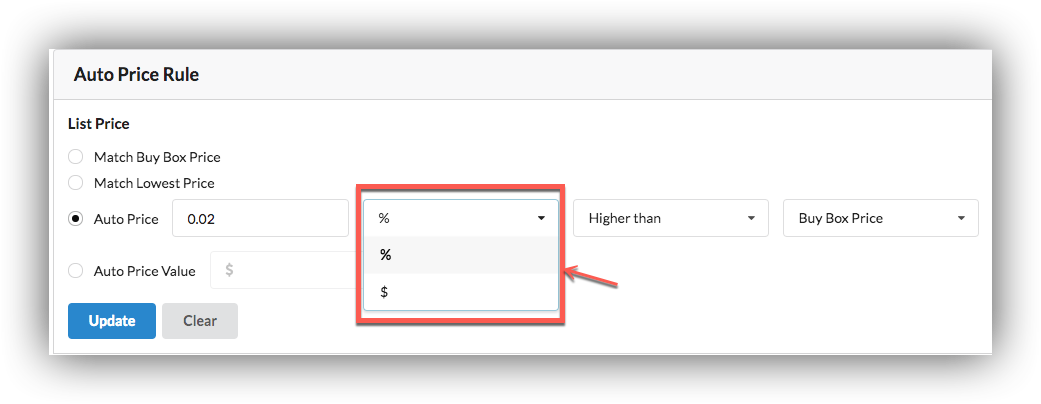 Auto Price Rule
List Price
Match Buy Box Price
Match Lowest Price
Auto Price 0.02 % Higher than Buy Box Price
%
Auto Price Value $
$
Update Clear